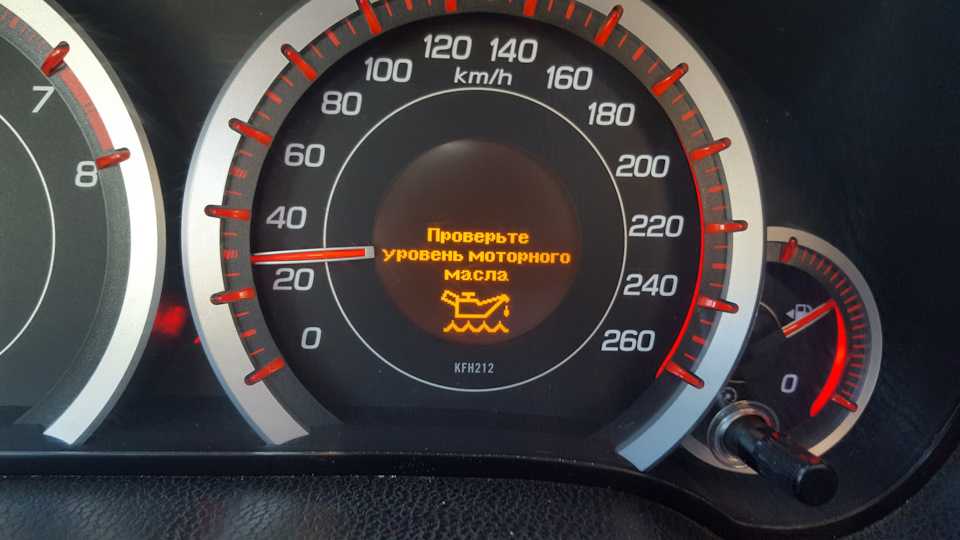 7
8
120 140
100 km/h 160
80 180
60 200
40 220
20 240
0 260
Проверьте
уровень моторного
масла
KFH212
0